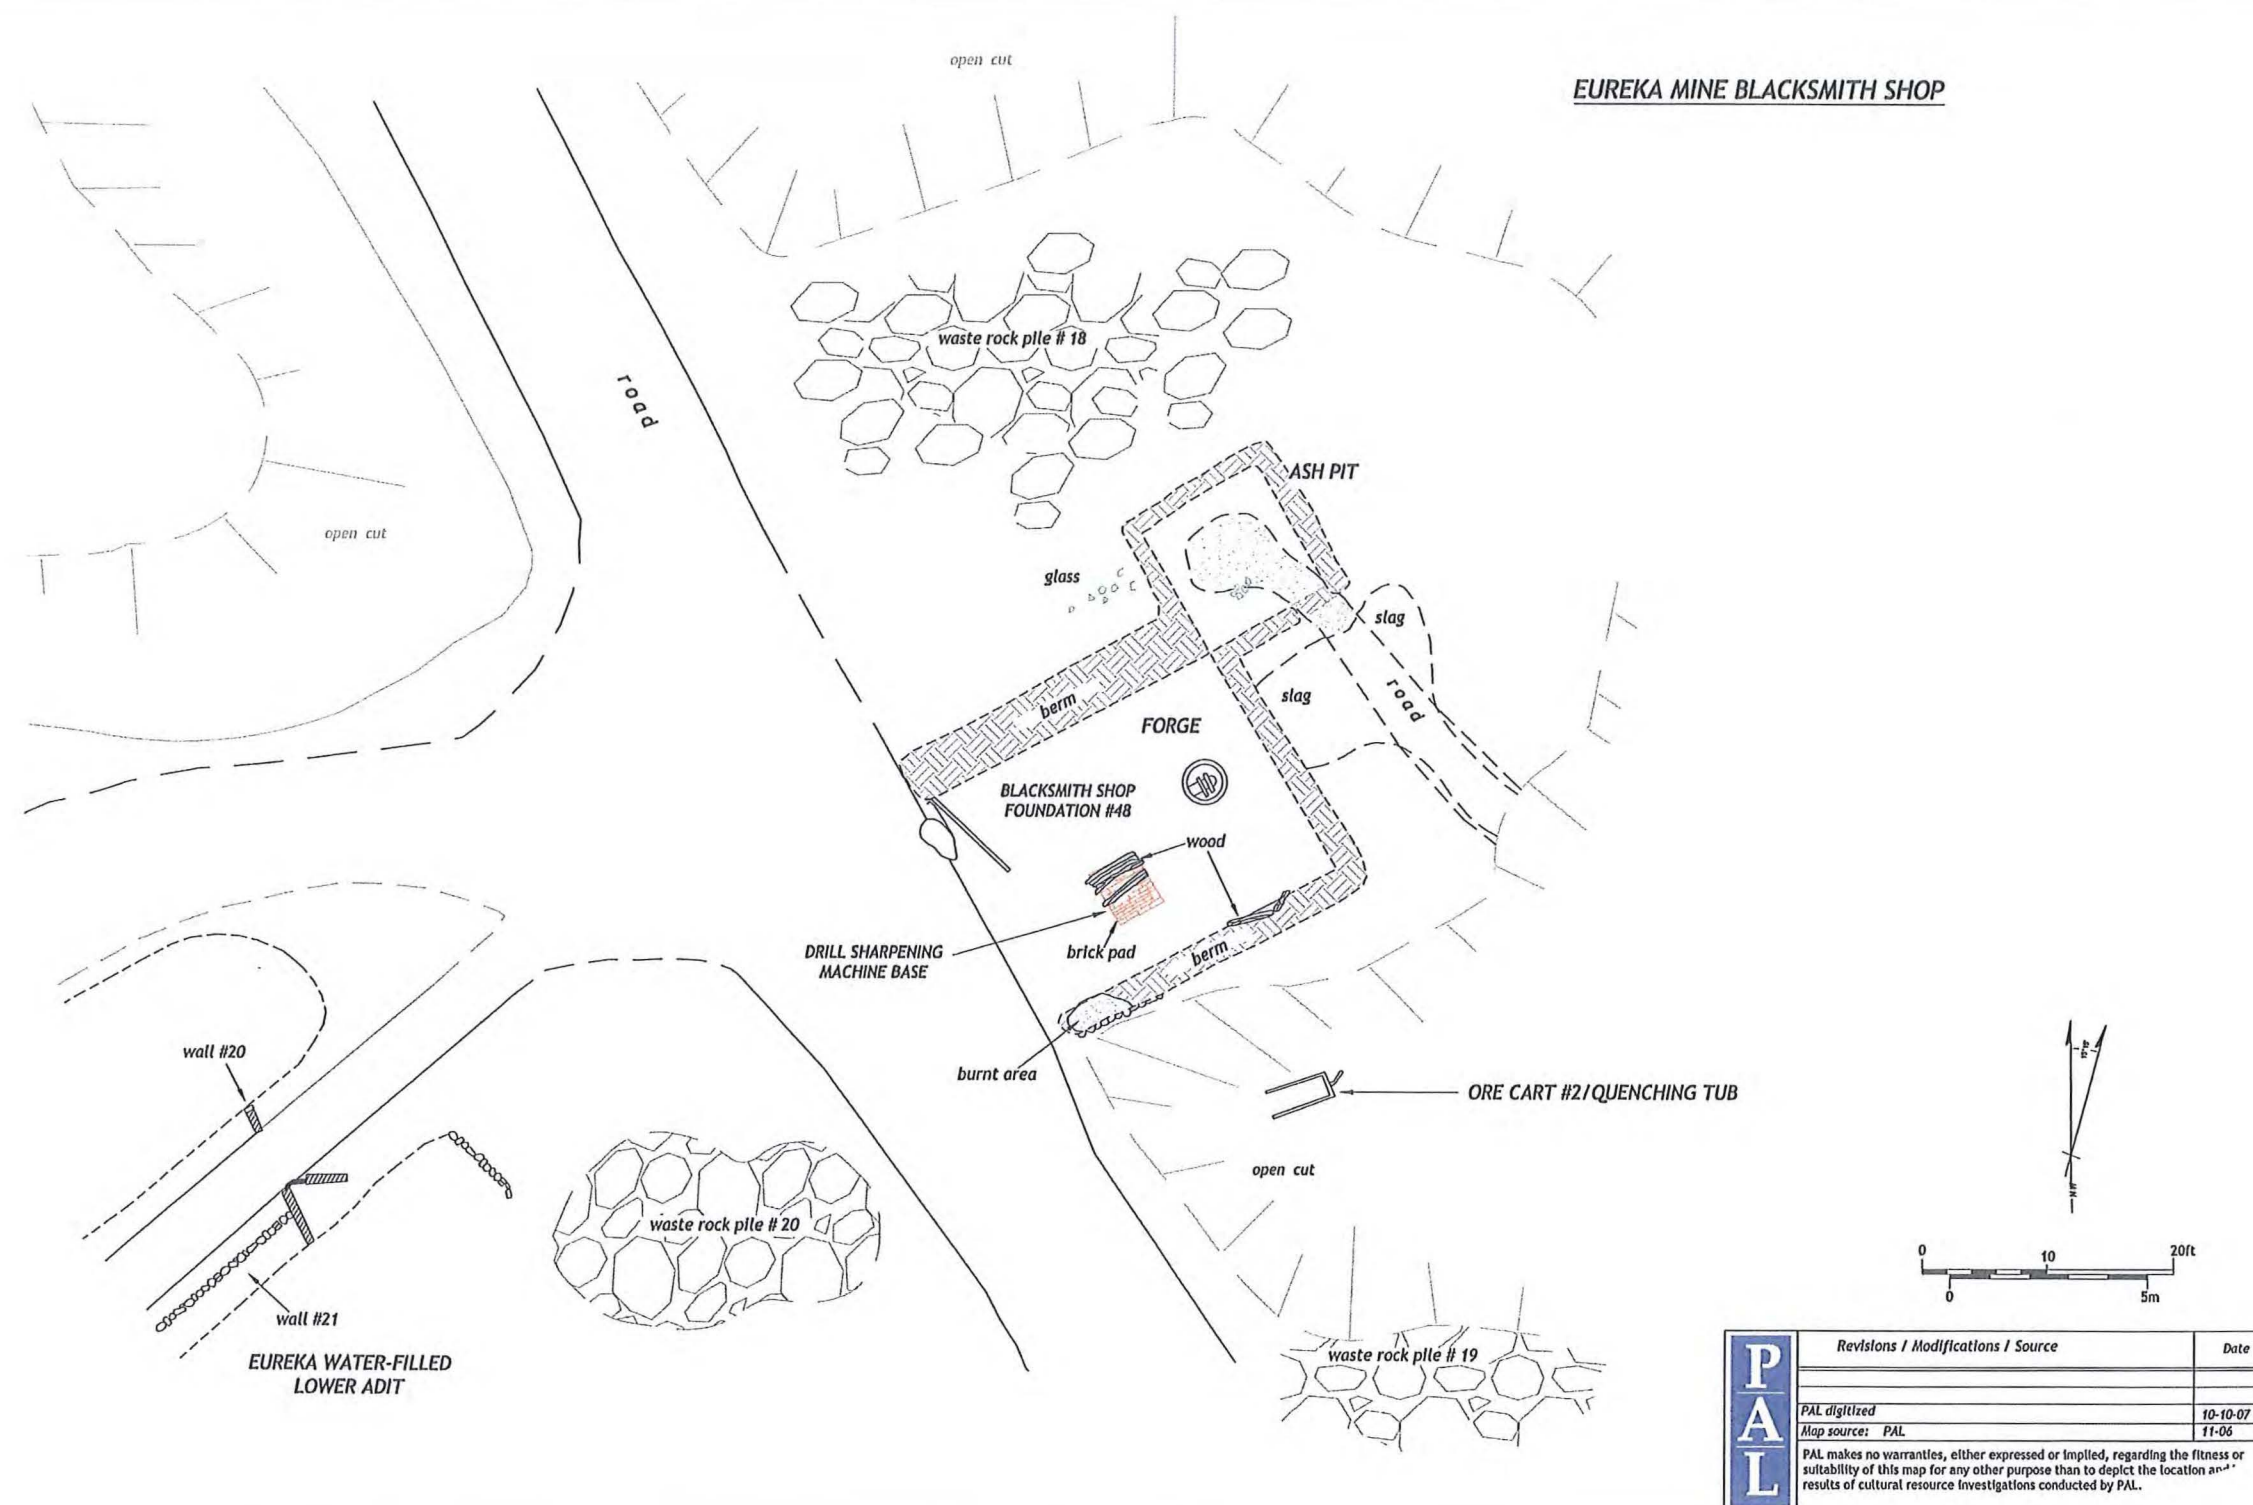 open cut
EUREKA MINE BLACKSMITH SHOP
waste rock pile # 18
road
ASH PIT
open cut
glass
slag
slag
road
berm
FORGE
BLACKSMITH SHOP
FOUNDATION #48
wood
DRILL SHARPENING
MACHINE BASE
brick pad
berm
burnt area
wall #20
ORE CART #2/QUENCHING TUB
open cut
waste rock pile # 20
wall #21
EUREKA WATER-FILLED
LOWER ADIT
waste rock pile # 19
0 10 20ft
0 5m
PAL
Revisions / Modifications / Source Date
PAL digitized 10-10-07
Map source: PAL 11-06
PAL makes no warranties, either expressed or implied, regarding the fitness or
suitability of this map for any other purpose than to depict the location and
results of cultural resource investigations conducted by PAL.